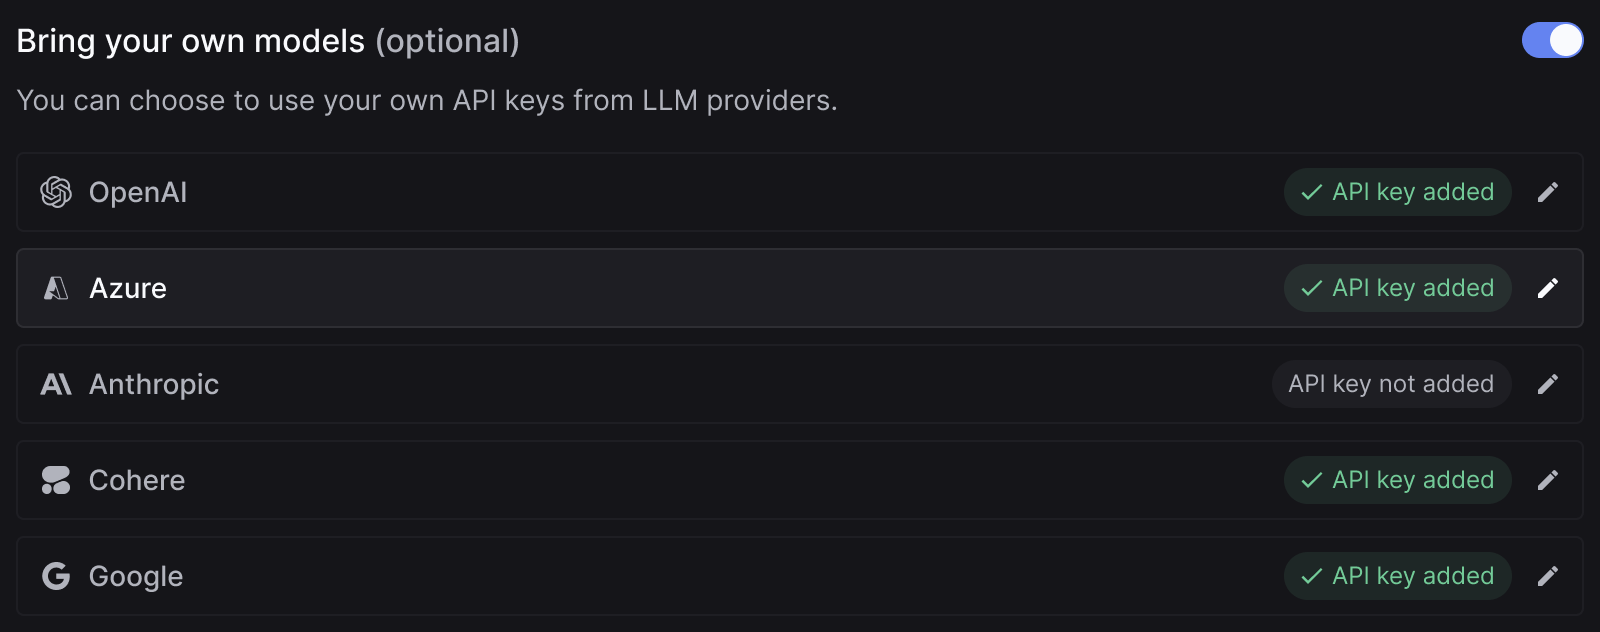 Bring your own models (optional)
You can choose to use your own API keys from LLM providers.
OpenAI API key added
Azure API key added
Anthropic API key not added
Cohere API key added
Google API key added